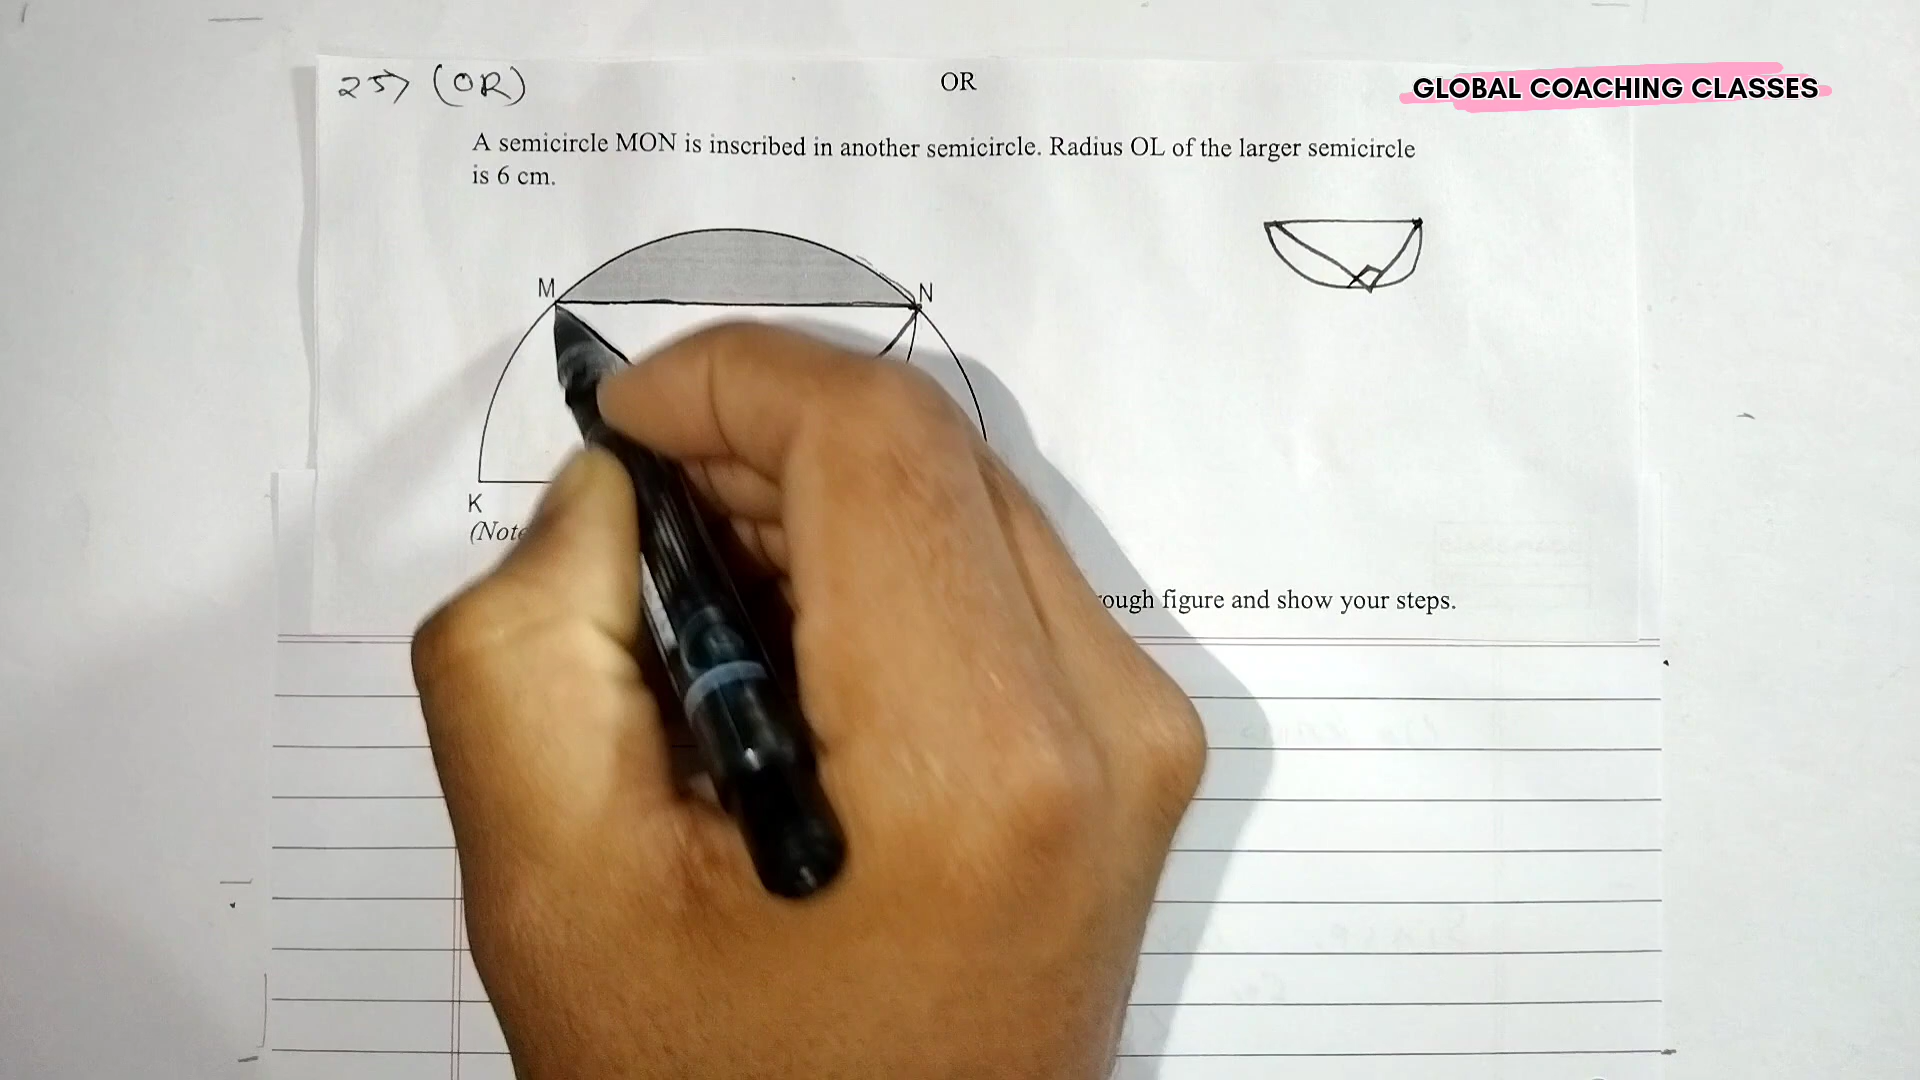 25> (OR)
OR
GLOBAL COACHING CLASSES
A semicircle MON is inscribed in another semicircle. Radius OL of the larger semicircle
is 6 cm.
M
N
K
(Note
ough figure and show your steps.